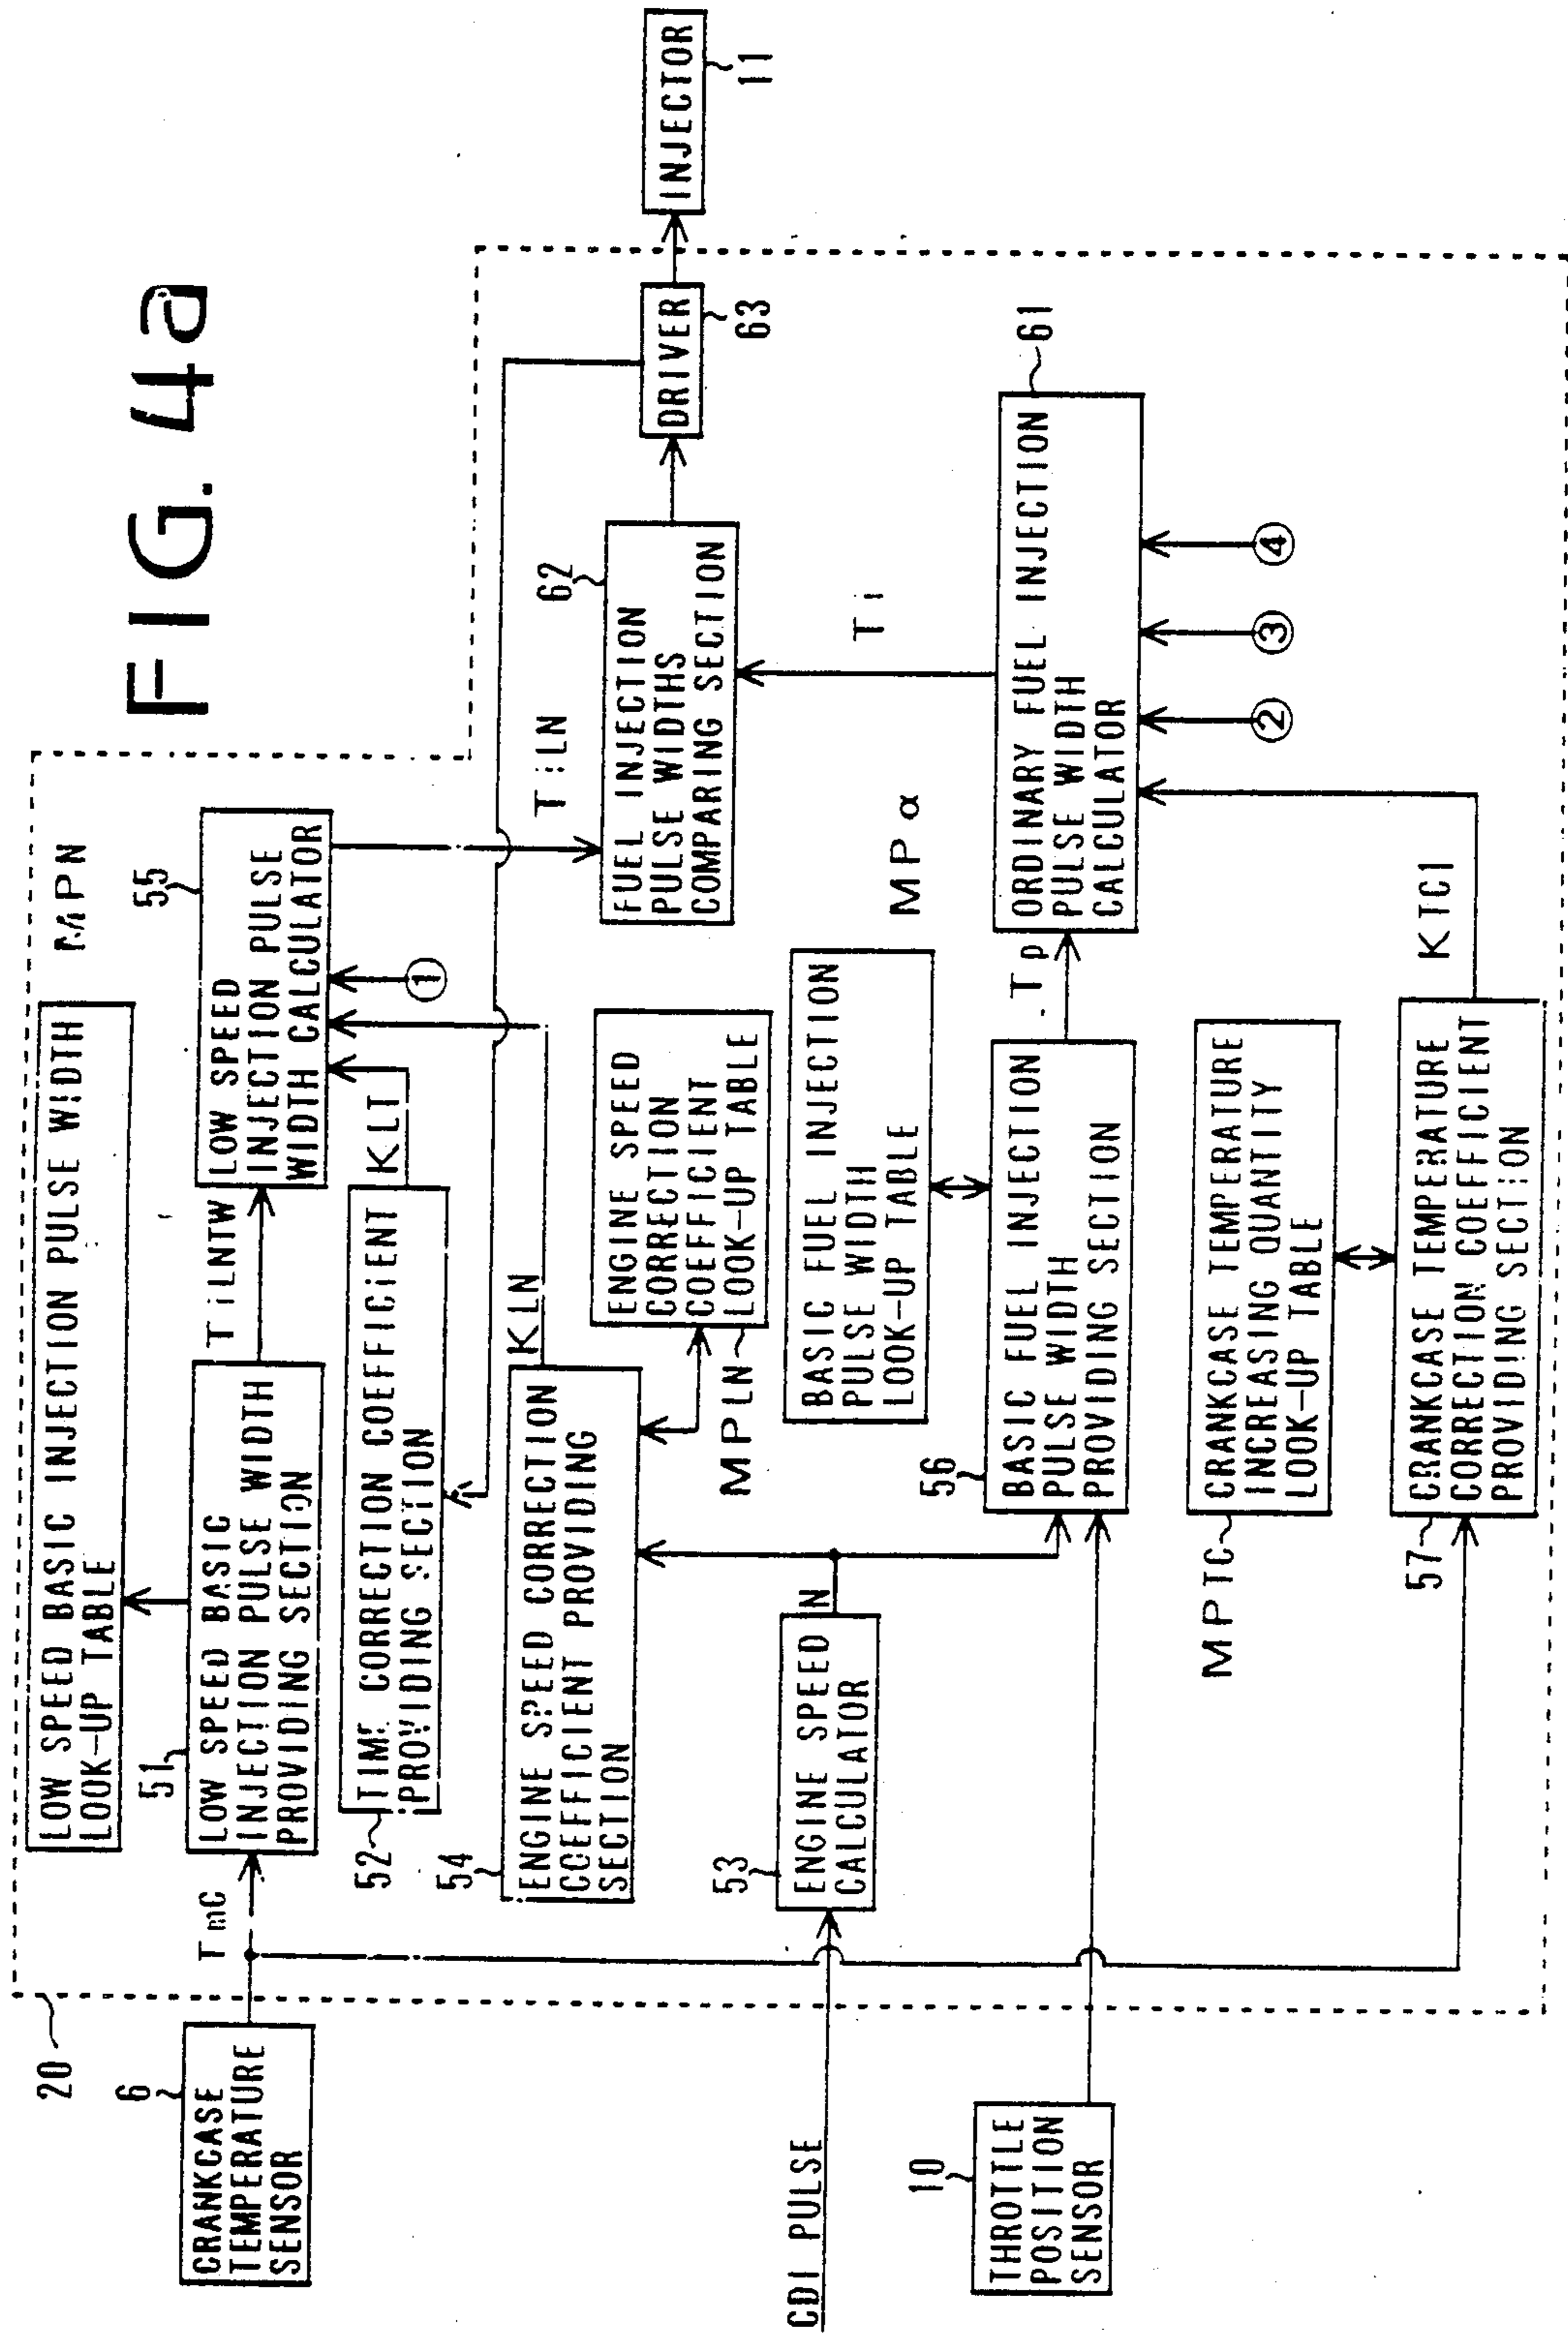 FIG. 4a
20
6
CRANKCASE
TEMPERATURE
SENSOR
TmC
LOW SPEED BASIC INJECTION PULSE WIDTH
LOOK-UP TABLE
MPN
51
LOW SPEED BASIC
INJECTION PULSE WIDTH
PROVIDING SECTION
TiLNTW
55
LOW SPEED
INJECTION PULSE
WIDTH CALCULATOR
52
TIME CORRECTION COEFFICIENT
PROVIDING SECTION
KLT
①
54
ENGINE SPEED CORRECTION
COEFFICIENT PROVIDING
SECTION
KLN
TiLN
ENGINE SPEED
CORRECTION
COEFFICIENT
LOOK-UP TABLE
MPLN
62
FUEL INJECTION
PULSE WIDTHS
COMPARING SECTION
DRIVER
63
INJECTOR
11
CDI PULSE
53
ENGINE SPEED
CALCULATOR
N
BASIC FUEL INJECTION
PULSE WIDTH
LOOK-UP TABLE
MPα
Ti
10
THROTTLE
POSITION
SENSOR
56
BASIC FUEL INJECTION
PULSE WIDTH
PROVIDING SECTION
Tp
ORDINARY FUEL INJECTION
PULSE WIDTH
CALCULATOR
61
②
③
④
MPTC
CRANKCASE TEMPERATURE
INCREASING QUANTITY
LOOK-UP TABLE
57
CRANKCASE TEMPERATURE
CORRECTION COEFFICIENT
PROVIDING SECTION
KTC1